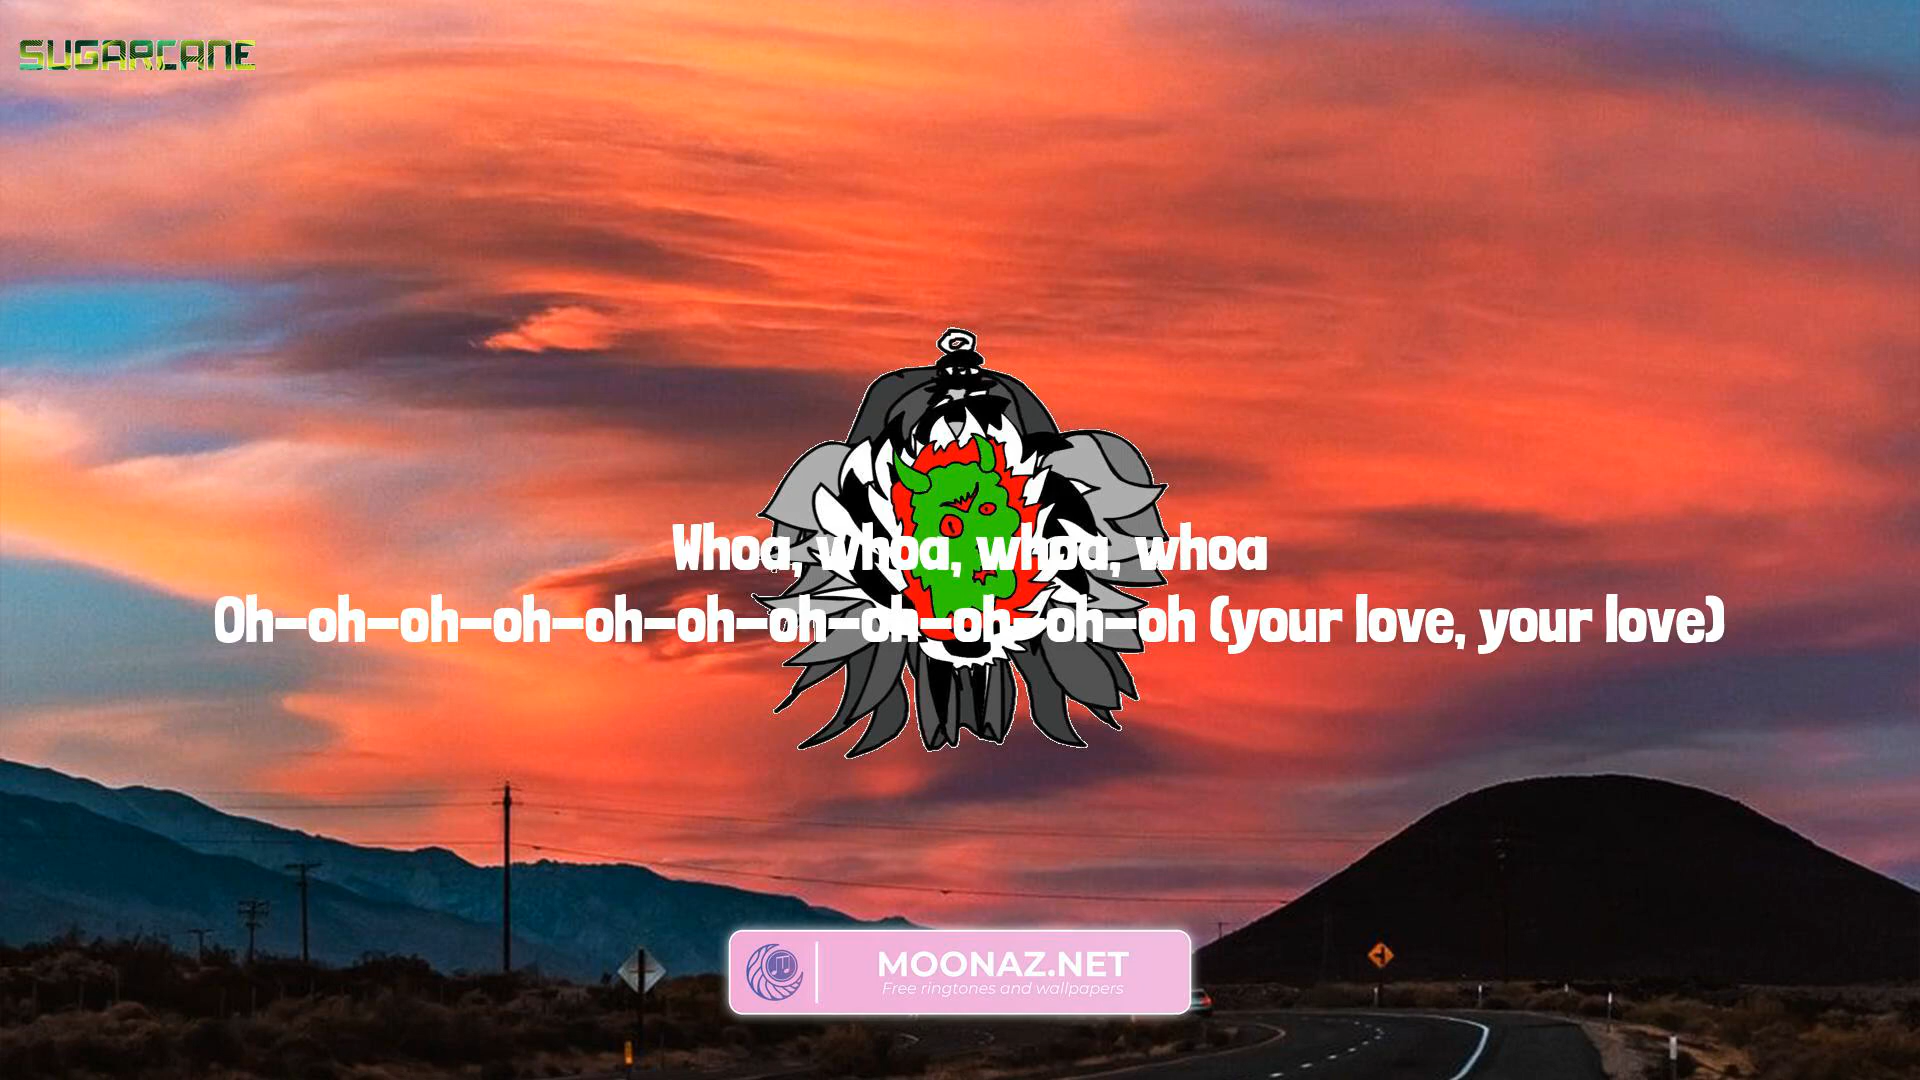 SUGARCANE
Whoa, whoa, whoa, whoa
Oh-oh-oh-oh-oh-oh-oh-oh-oh-oh-oh (your love, your love)
MOONAZ.NET
Free ringtones and wallpapers